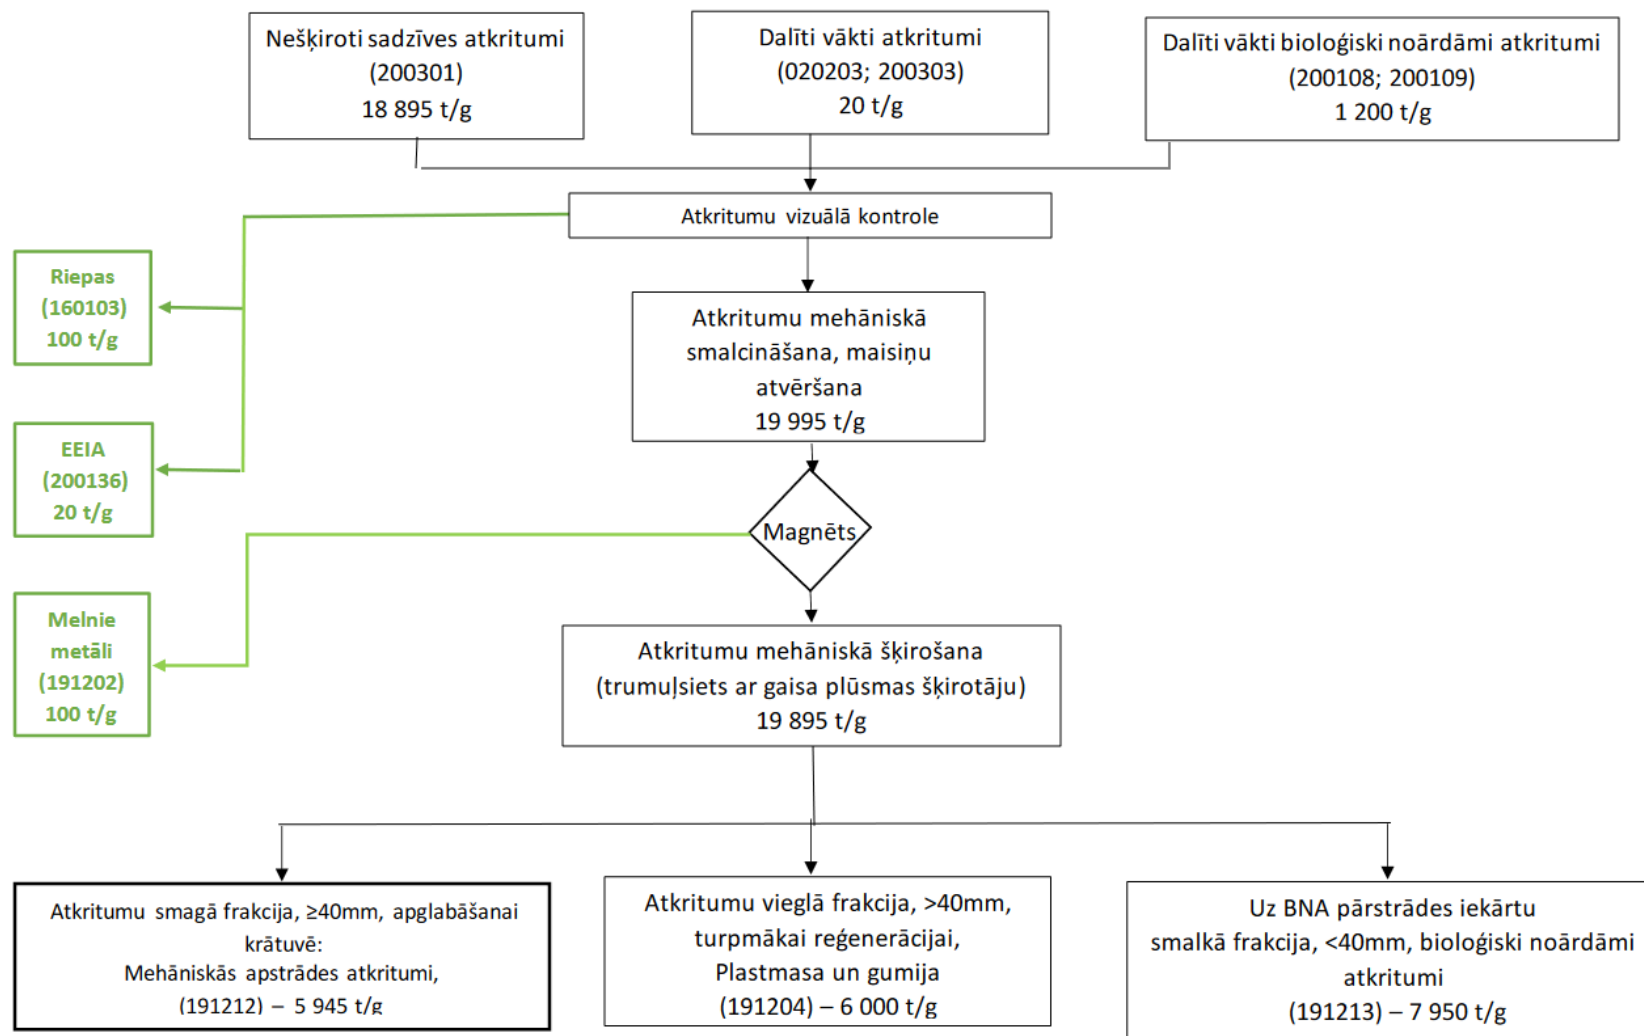 Nešķiroti sadzīves atkritumi
(200301)
18 895 t/g
Dalīti vākti atkritumi
(020203; 200303)
20 t/g
Dalīti vākti bioloģiski noārdāmi atkritumi
(200108; 200109)
1 200 t/g
Atkritumu vizuālā kontrole
Riepas
(160103)
100 t/g
Atkritumu mehāniskā
smalcināšana, maisiņu
atvēršana
19 995 t/g
EEIA
(200136)
20 t/g
Magnēts
Melnie
metāli
(191202)
100 t/g
Atkritumu mehāniskā šķirošana
(trumuļsiets ar gaisa plūsmas šķirotāju)
19 895 t/g
Atkritumu smagā frakcija, ≥40mm, apglabāšanai
krātuvē:
Mehāniskās apstrādes atkritumi,
(191212) – 5 945 t/g
Atkritumu vieglā frakcija, >40mm,
turpmākai reģenerācijai,
Plastmasa un gumija
(191204) – 6 000 t/g
Uz BNA pārstrādes iekārtu
smalkā frakcija, <40mm, bioloģiski noārdāmi
atkritumi
(191213) – 7 950 t/g